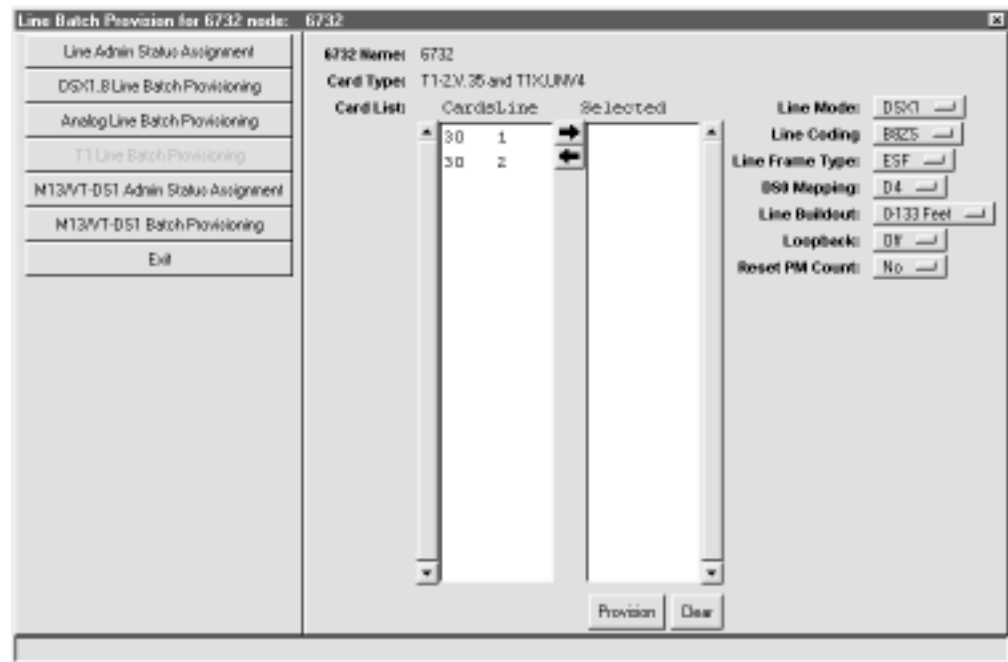 Line Batch Provision for 6732 node: 6732
Line Admin Status Assignment
DSX1.8 Line Batch Provisioning
Analog Line Batch Provisioning
T1 Line Batch Provisioning
M13/VT-DS1 Admin Status Assignment
M13/VT-DS1 Batch Provisioning
Exit
6732 Name: 6732
Card Type: T1-2,V.35 and T1X,UNV4
Card List: Cards Line Selected
30 1
30 2
Line Mode: DSX1
Line Coding B8ZS
Line Frame Type: ESF
DS0 Mapping: D4
Line Buildout: 0-133 Feet
Loopback: Off
Reset PM Count: No
Provision Clear